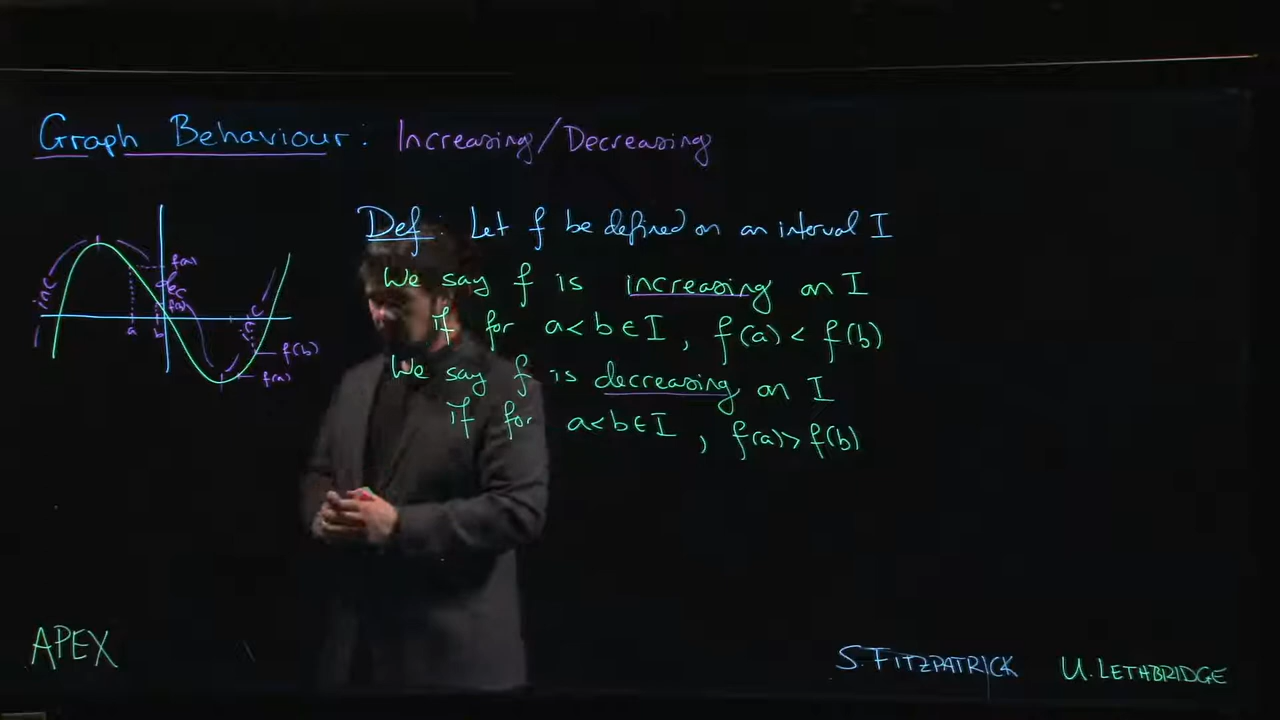 Graph Behaviour: Increasing/Decreasing
Def: Let f be defined on an interval I
We say f is increasing on I
if for a < b ∈ I, f(a) < f(b)
We say f is decreasing on I
if for a < b ∈ I, f(a) > f(b)
inc
dec
f(a)
a
b
f(b)
f(a)
APEX
S. FITZPATRICK
U. LETHBRIDGE